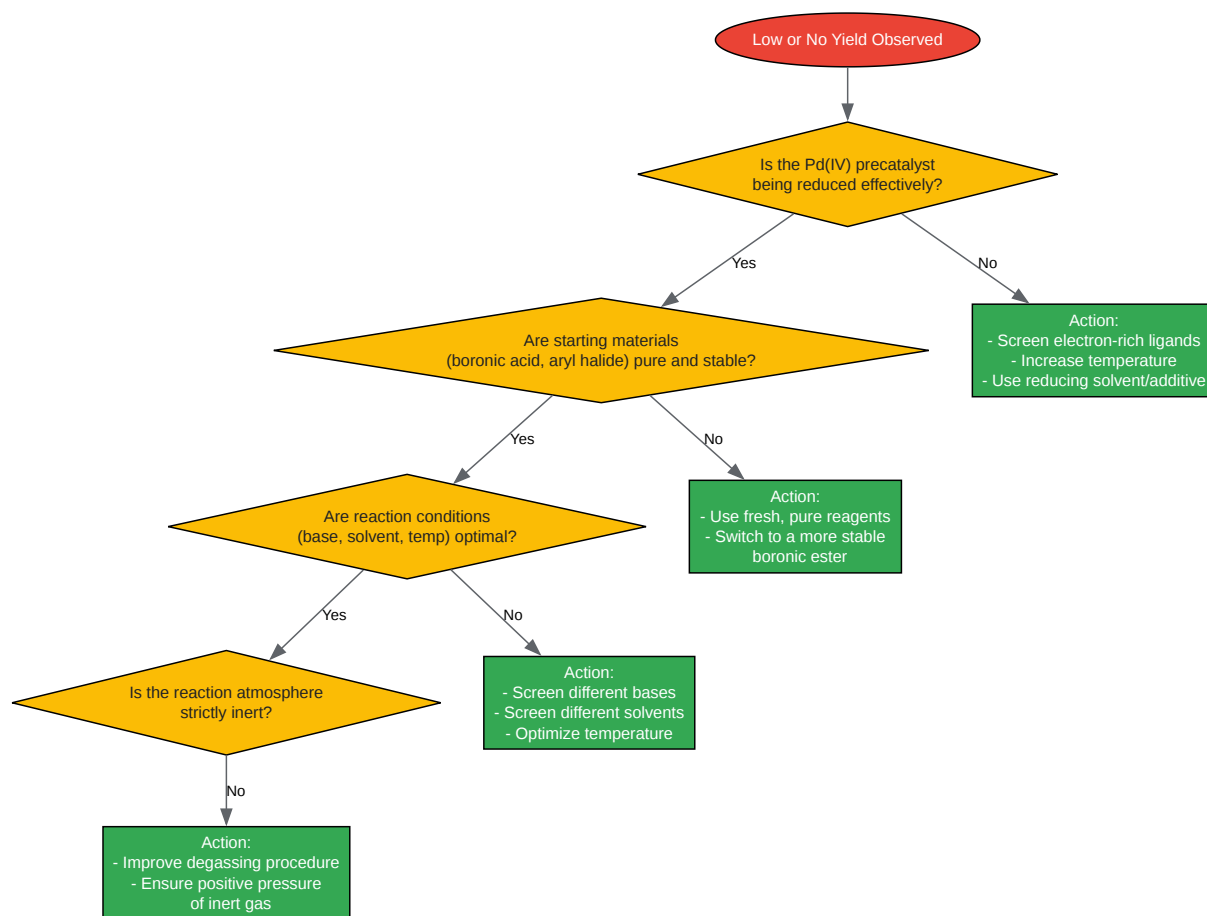 Low or No Yield Observed
Is the Pd(IV) precatalyst
being reduced effectively?
Yes
No
Are starting materials
(boronic acid, aryl halide) pure and stable?
Action:
- Screen electron-rich ligands
- Increase temperature
- Use reducing solvent/additive
Yes
No
Are reaction conditions
(base, solvent, temp) optimal?
Action:
- Use fresh, pure reagents
- Switch to a more stable
boronic ester
Yes
No
Is the reaction atmosphere
strictly inert?
Action:
- Screen different bases
- Screen different solvents
- Optimize temperature
No
Action:
- Improve degassing procedure
- Ensure positive pressure
of inert gas